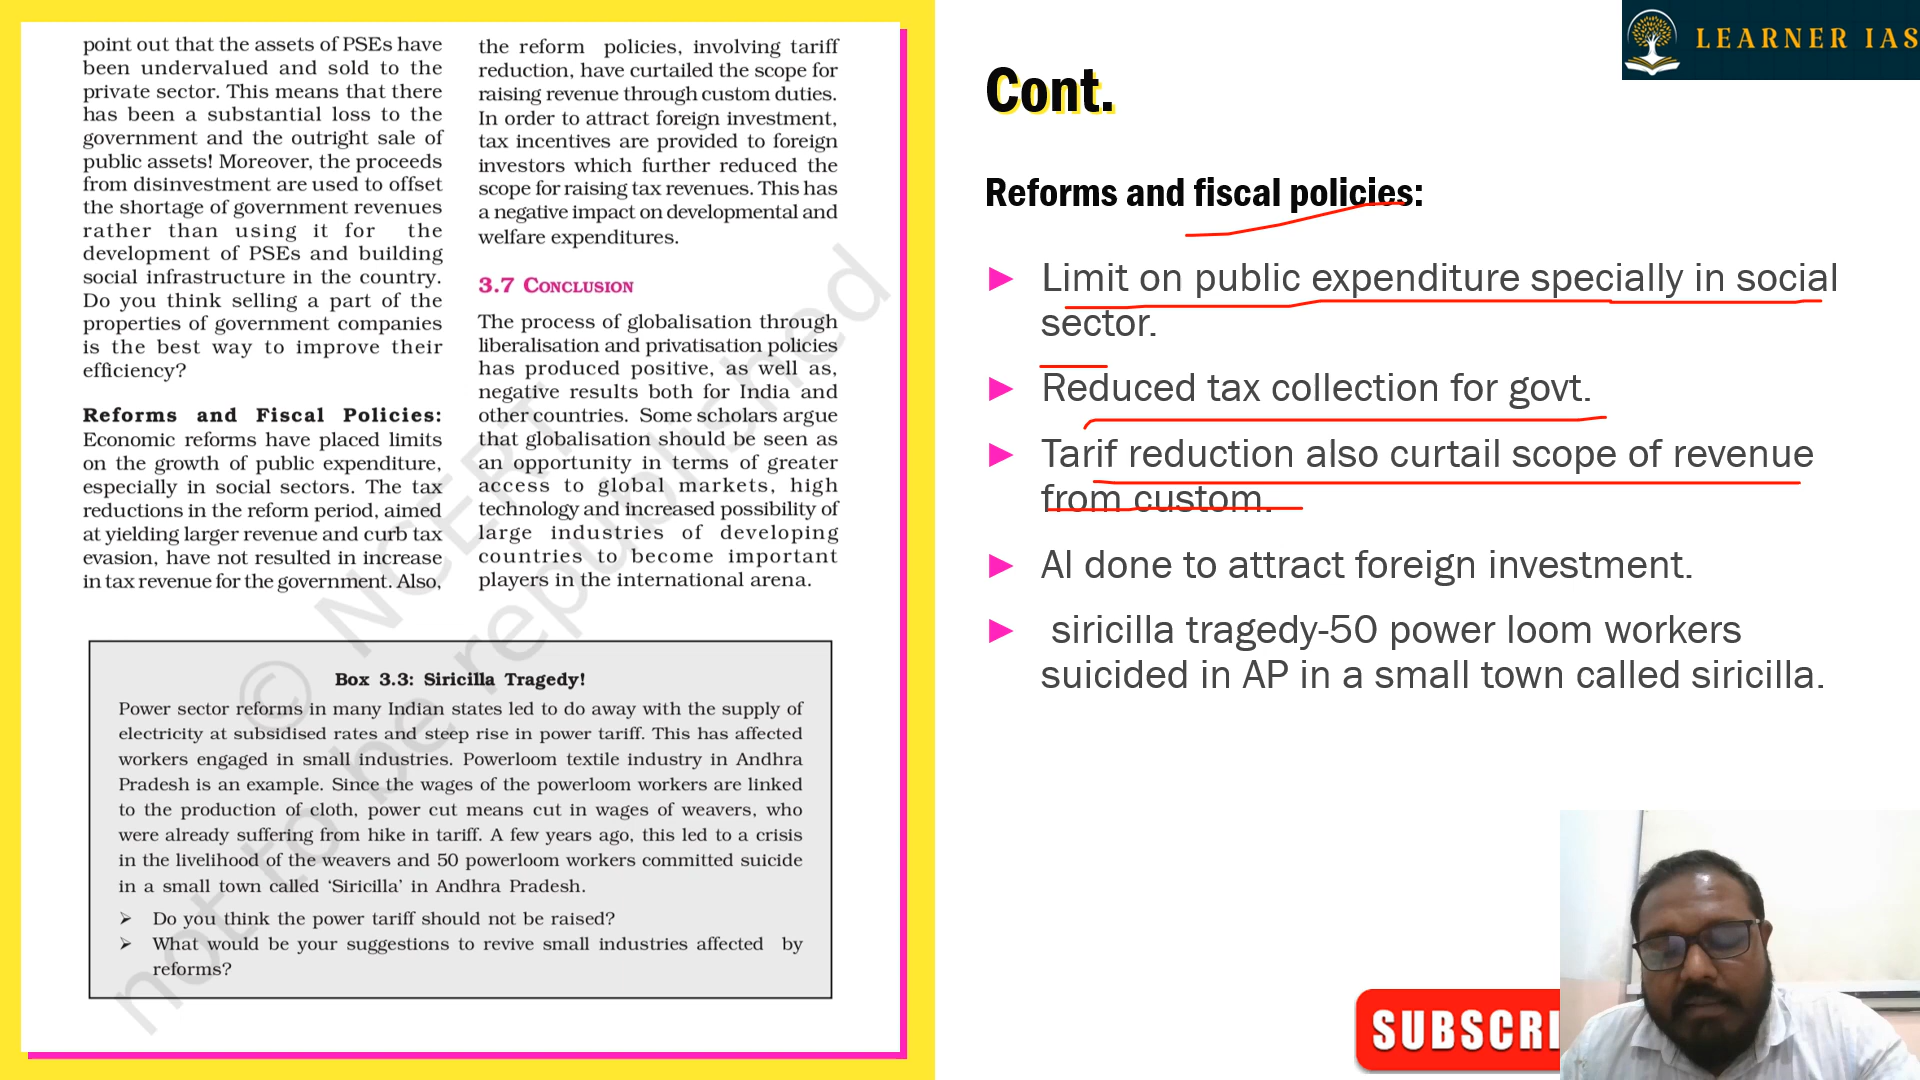 point out that the assets of PSEs have
been undervalued and sold to the
private sector. This means that there
has been a substantial loss to the
government and the outright sale of
public assets! Moreover, the proceeds
from disinvestment are used to offset
the shortage of government revenues
rather than using it for the
development of PSEs and building
social infrastructure in the country.
Do you think selling a part of the
properties of government companies
is the best way to improve their
efficiency?
Reforms and Fiscal Policies:
Economic reforms have placed limits
on the growth of public expenditure,
especially in social sectors. The tax
reductions in the reform period, aimed
at yielding larger revenue and curb tax
evasion, have not resulted in increase
in tax revenue for the government. Also,
the reform policies, involving tariff
reduction, have curtailed the scope for
raising revenue through custom duties.
In order to attract foreign investment,
tax incentives are provided to foreign
investors which further reduced the
scope for raising tax revenues. This has
a negative impact on developmental and
welfare expenditures.
3.7 CONCLUSION
The process of globalisation through
liberalisation and privatisation policies
has produced positive, as well as,
negative results both for India and
other countries. Some scholars argue
that globalisation should be seen as
an opportunity in terms of greater
access to global markets, high
technology and increased possibility of
large industries of developing
countries to become important
players in the international arena.
© NCERT
not to be republished
Box 3.3: Siricilla Tragedy!
Power sector reforms in many Indian states led to do away with the supply of
electricity at subsidised rates and steep rise in power tariff. This has affected
workers engaged in small industries. Powerloom textile industry in Andhra
Pradesh is an example. Since the wages of the powerloom workers are linked
to the production of cloth, power cut means cut in wages of weavers, who
were already suffering from hike in tariff. A few years ago, this led to a crisis
in the livelihood of the weavers and 50 powerloom workers committed suicide
in a small town called ‘Siricilla’ in Andhra Pradesh.
➢ Do you think the power tariff should not be raised?
➢ What would be your suggestions to revive small industries affected by
reforms?
LEARNER IAS
Cont.
Reforms and fiscal policies:
► Limit on public expenditure specially in social
sector.
► Reduced tax collection for govt.
► Tarif reduction also curtail scope of revenue
from custom.
► Al done to attract foreign investment.
► siricilla tragedy-50 power loom workers
suicided in AP in a small town called siricilla.
SUBSCRI